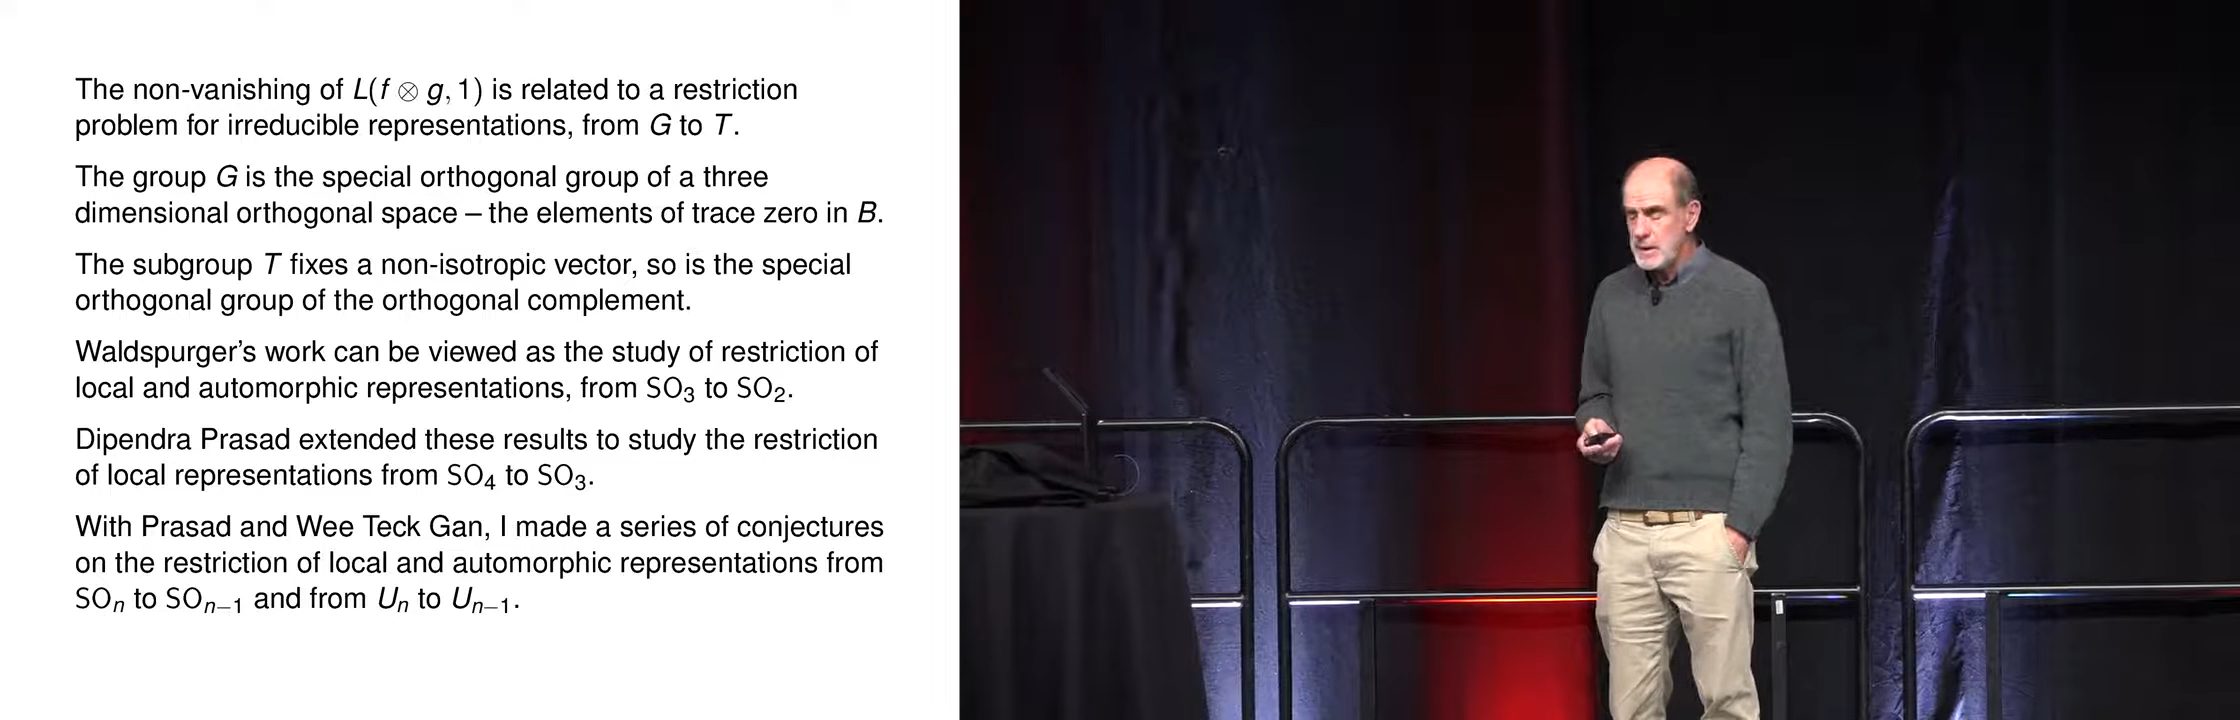 The non-vanishing of L(f ⊗ g, 1) is related to a restriction
problem for irreducible representations, from G to T.
The group G is the special orthogonal group of a three
dimensional orthogonal space – the elements of trace zero in B.
The subgroup T fixes a non-isotropic vector, so is the special
orthogonal group of the orthogonal complement.
Waldspurger's work can be viewed as the study of restriction of
local and automorphic representations, from SO₃ to SO₂.
Dipendra Prasad extended these results to study the restriction
of local representations from SO₄ to SO₃.
With Prasad and Wee Teck Gan, I made a series of conjectures
on the restriction of local and automorphic representations from
SOₙ to SOₙ₋₁ and from Uₙ to Uₙ₋₁.